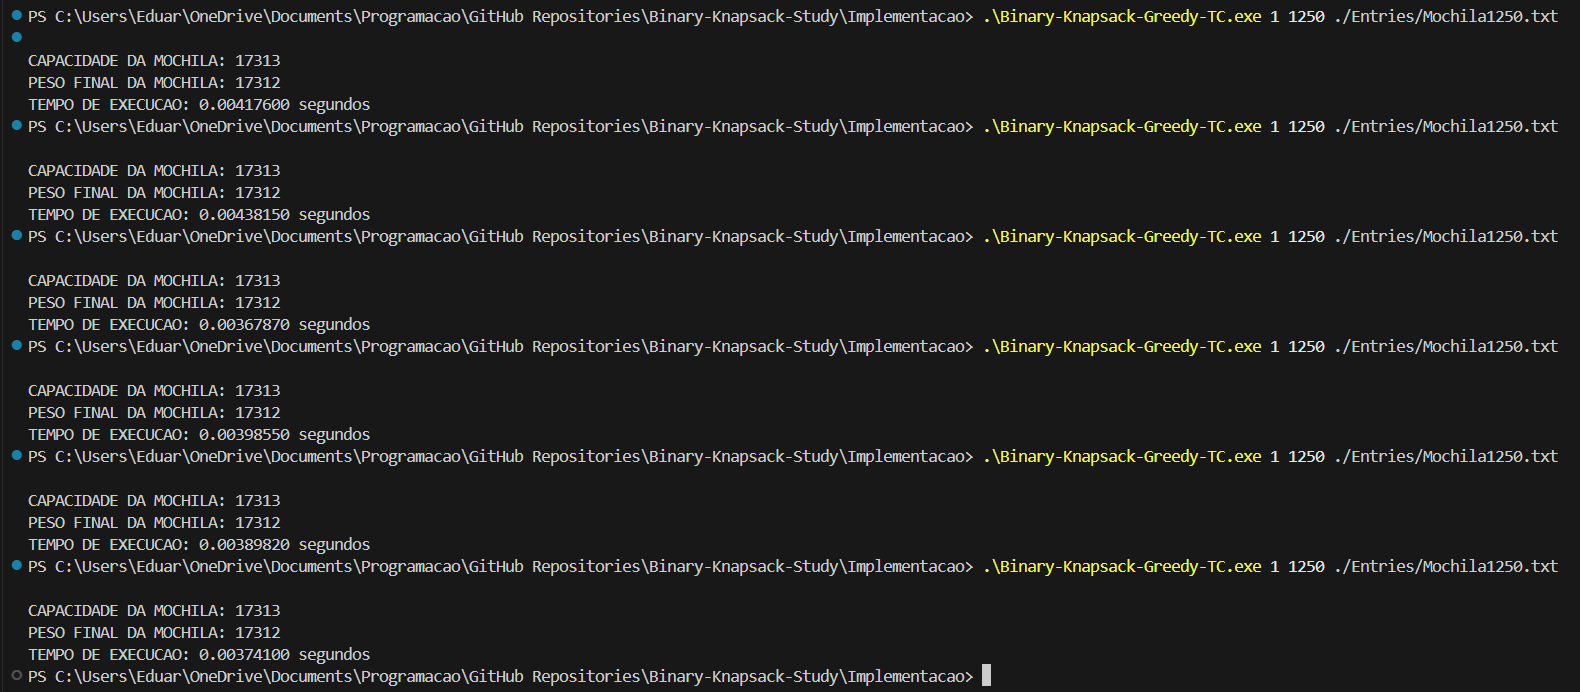 PS C:\Users\Eduar\OneDrive\Documents\Programacao\GitHub Repositories\Binary-Knapsack-Study\Implementacao> .\Binary-Knapsack-Greedy-TC.exe 1 1250 ./Entries/Mochila1250.txt
CAPACIDADE DA MOCHILA: 17313
PESO FINAL DA MOCHILA: 17312
TEMPO DE EXECUCAO: 0.00417600 segundos
PS C:\Users\Eduar\OneDrive\Documents\Programacao\GitHub Repositories\Binary-Knapsack-Study\Implementacao> .\Binary-Knapsack-Greedy-TC.exe 1 1250 ./Entries/Mochila1250.txt
CAPACIDADE DA MOCHILA: 17313
PESO FINAL DA MOCHILA: 17312
TEMPO DE EXECUCAO: 0.00438150 segundos
PS C:\Users\Eduar\OneDrive\Documents\Programacao\GitHub Repositories\Binary-Knapsack-Study\Implementacao> .\Binary-Knapsack-Greedy-TC.exe 1 1250 ./Entries/Mochila1250.txt
CAPACIDADE DA MOCHILA: 17313
PESO FINAL DA MOCHILA: 17312
TEMPO DE EXECUCAO: 0.00367870 segundos
PS C:\Users\Eduar\OneDrive\Documents\Programacao\GitHub Repositories\Binary-Knapsack-Study\Implementacao> .\Binary-Knapsack-Greedy-TC.exe 1 1250 ./Entries/Mochila1250.txt
CAPACIDADE DA MOCHILA: 17313
PESO FINAL DA MOCHILA: 17312
TEMPO DE EXECUCAO: 0.00398550 segundos
PS C:\Users\Eduar\OneDrive\Documents\Programacao\GitHub Repositories\Binary-Knapsack-Study\Implementacao> .\Binary-Knapsack-Greedy-TC.exe 1 1250 ./Entries/Mochila1250.txt
CAPACIDADE DA MOCHILA: 17313
PESO FINAL DA MOCHILA: 17312
TEMPO DE EXECUCAO: 0.00389820 segundos
PS C:\Users\Eduar\OneDrive\Documents\Programacao\GitHub Repositories\Binary-Knapsack-Study\Implementacao> .\Binary-Knapsack-Greedy-TC.exe 1 1250 ./Entries/Mochila1250.txt
CAPACIDADE DA MOCHILA: 17313
PESO FINAL DA MOCHILA: 17312
TEMPO DE EXECUCAO: 0.00374100 segundos
PS C:\Users\Eduar\OneDrive\Documents\Programacao\GitHub Repositories\Binary-Knapsack-Study\Implementacao>